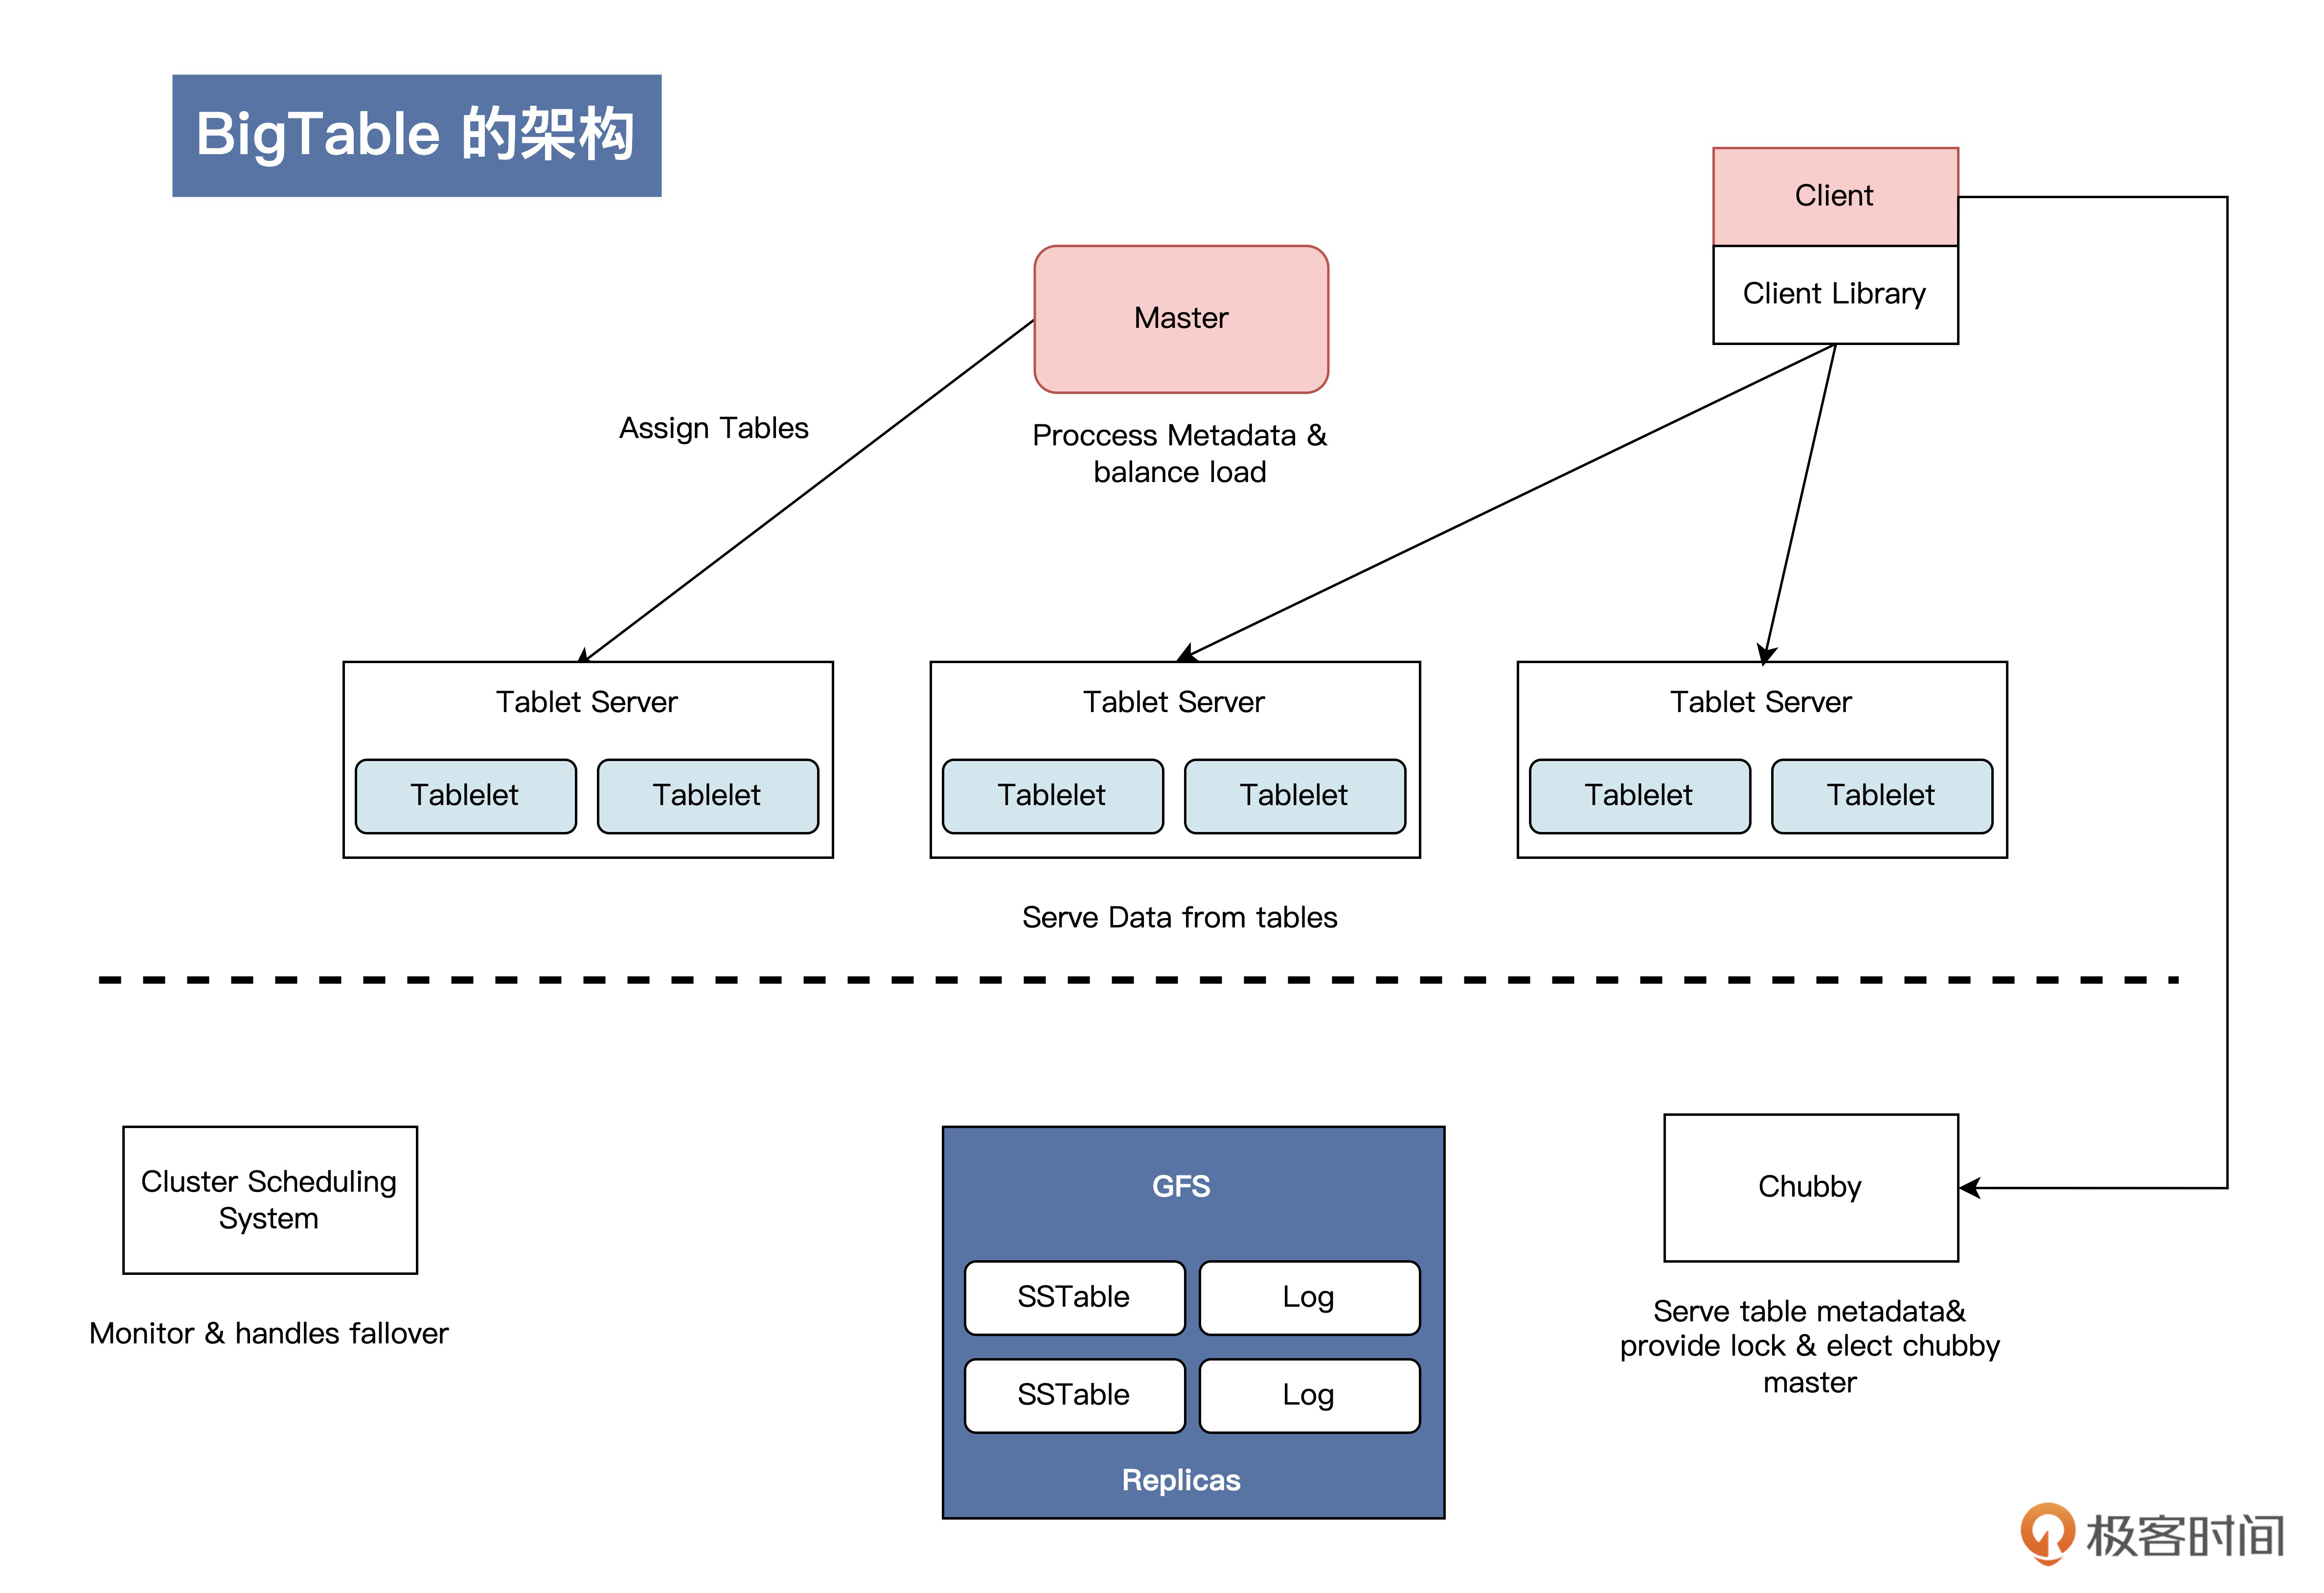 BigTable 的架构
Client
Client Library
Master
Assign Tables
Proccess Metadata &
balance load
Tablet Server
Tablelet
Tablelet
Tablet Server
Tablelet
Tablelet
Tablet Server
Tablelet
Tablelet
Serve Data from tables
Cluster Scheduling
System
Monitor & handles fallover
GFS
SSTable
Log
SSTable
Log
Replicas
Chubby
Serve table metadata&
provide lock & elect chubby
master
极客时间